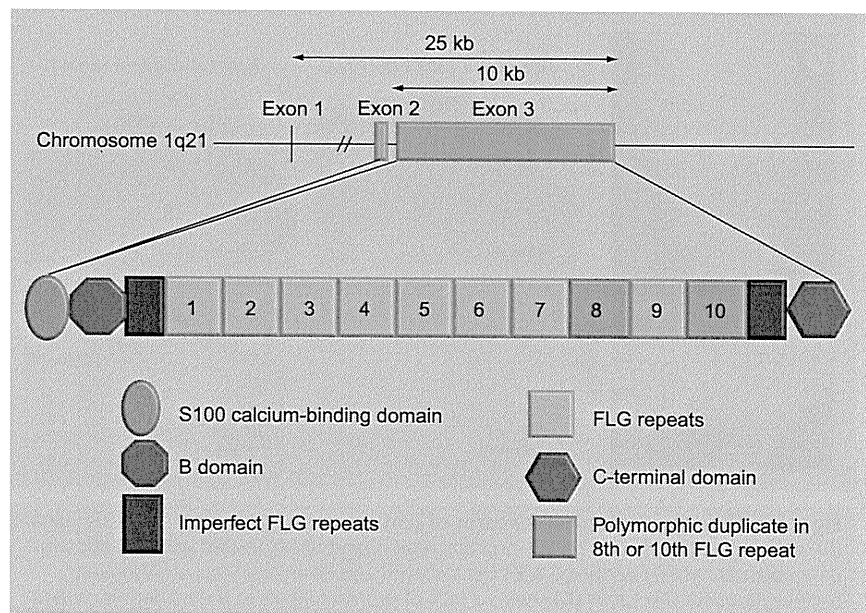 25 kb
10 kb
Exon 1
Exon 2
Exon 3
Chromosome 1q21
1
2
3
4
5
6
7
8
9
10
S100 calcium-binding domain
B domain
Imperfect FLG repeats
FLG repeats
C-terminal domain
Polymorphic duplicate in
8th or 10th FLG repeat